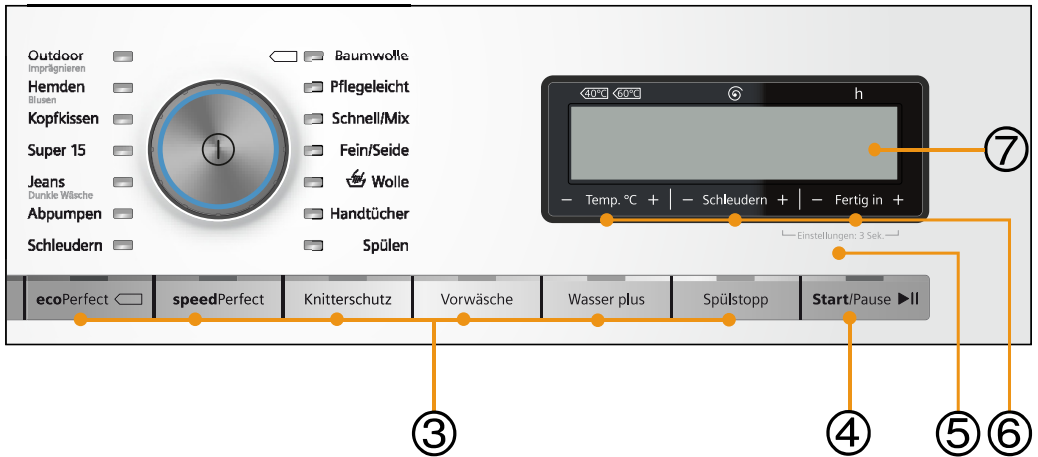 Outdoor
Imprägnieren
Hemden
Blusen
Kopfkissen
Super 15
Jeans
Dunkle Wäsche
Abpumpen
Schleudern
Baumwolle
Pflegeleicht
Schnell/Mix
Fein/Seide
Wolle
Handtücher
Spülen
40°C 60°C h
− Temp. °C + − Schleudern + − Fertig in +
Einstellungen: 3 Sek.
ecoPerfect speedPerfect Knitterschutz Vorwäsche Wasser plus Spülstopp Start/Pause
⑦
③ ④ ⑤ ⑥